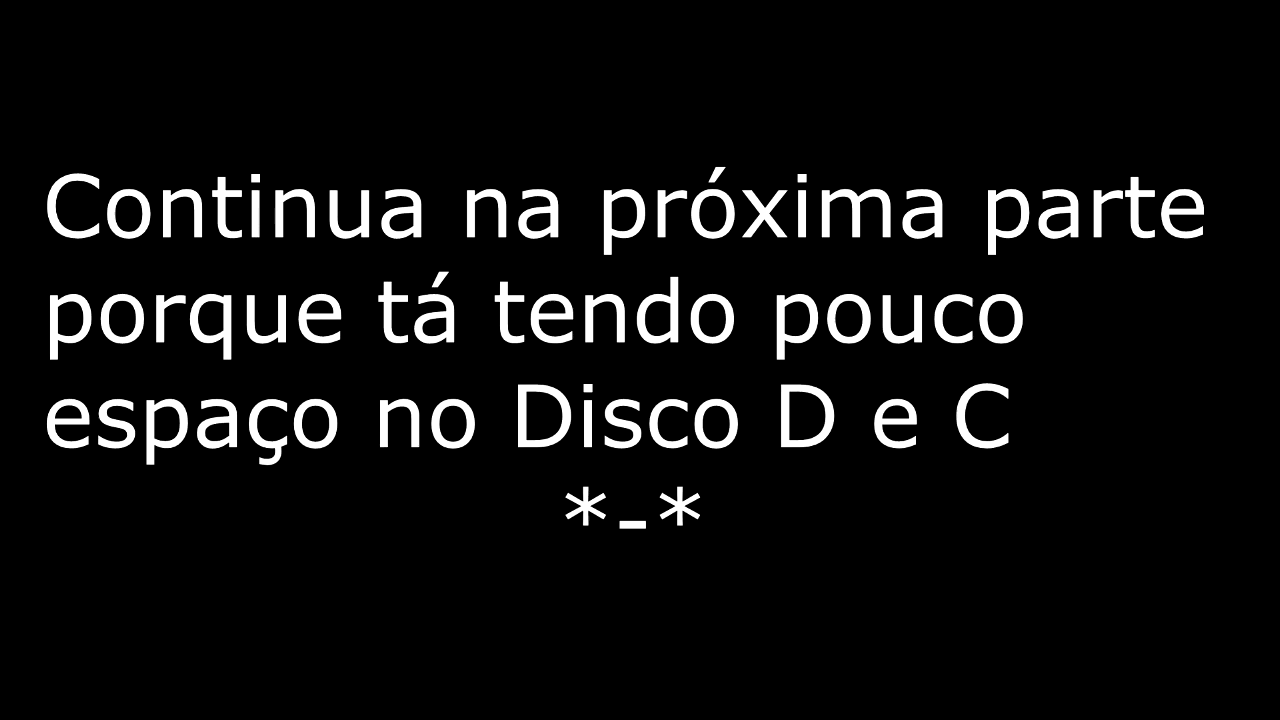 Continua na próxima parte
porque tá tendo pouco
espaço no Disco D e C
*-*